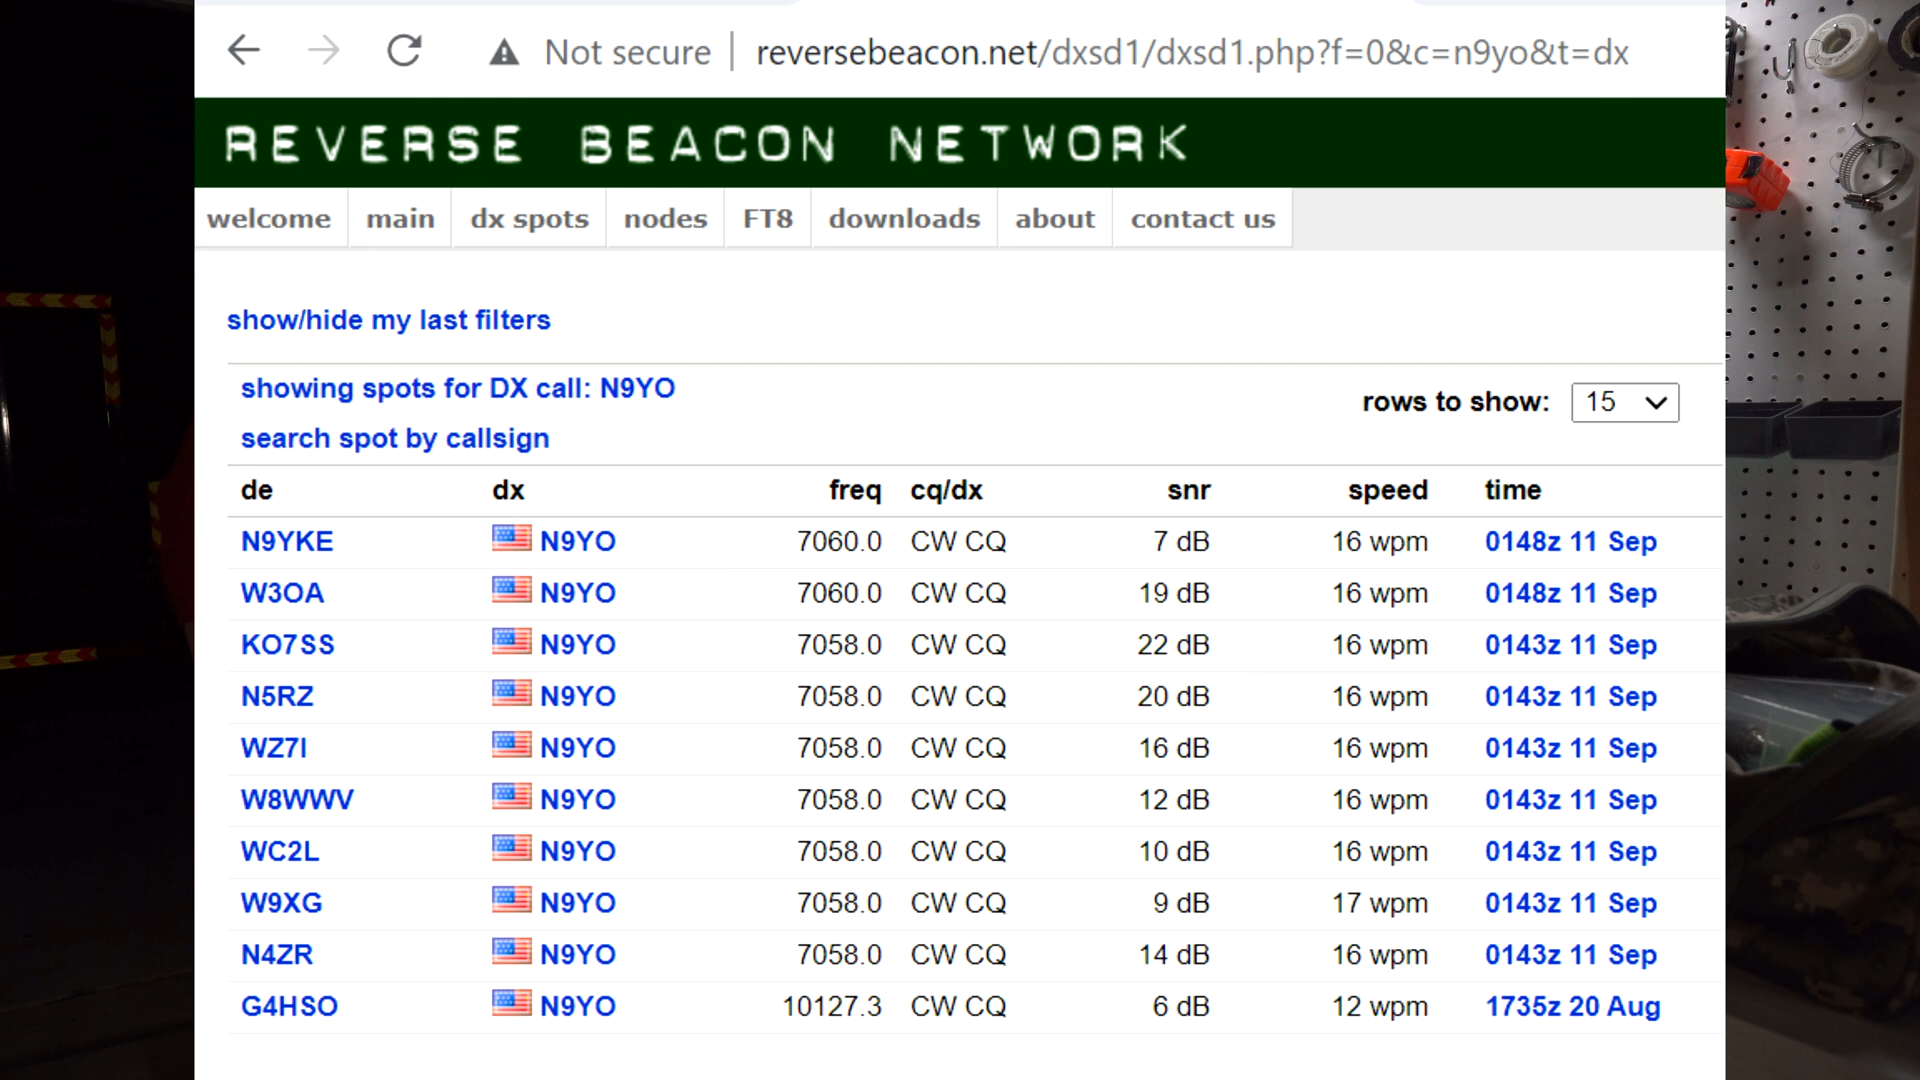 Not secure | reversebeacon.net/dxsd1/dxsd1.php?f=0&c=n9yo&t=dx
REVERSE BEACON NETWORK
welcome main dx spots nodes FT8 downloads about contact us
show/hide my last filters
showing spots for DX call: N9YO
rows to show: 15
search spot by callsign
de dx freq cq/dx snr speed time
N9YKE N9YO 7060.0 CW CQ 7 dB 16 wpm 0148z 11 Sep
W3OA N9YO 7060.0 CW CQ 19 dB 16 wpm 0148z 11 Sep
KO7SS N9YO 7058.0 CW CQ 22 dB 16 wpm 0143z 11 Sep
N5RZ N9YO 7058.0 CW CQ 20 dB 16 wpm 0143z 11 Sep
WZ7I N9YO 7058.0 CW CQ 16 dB 16 wpm 0143z 11 Sep
W8WWV N9YO 7058.0 CW CQ 12 dB 16 wpm 0143z 11 Sep
WC2L N9YO 7058.0 CW CQ 10 dB 16 wpm 0143z 11 Sep
W9XG N9YO 7058.0 CW CQ 9 dB 17 wpm 0143z 11 Sep
N4ZR N9YO 7058.0 CW CQ 14 dB 16 wpm 0143z 11 Sep
G4HSO N9YO 10127.3 CW CQ 6 dB 12 wpm 1735z 20 Aug